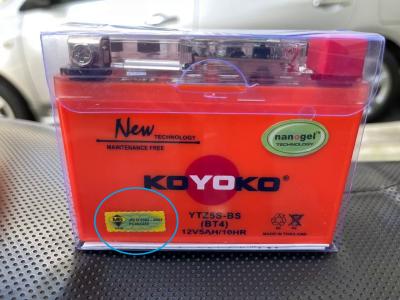 New
TECHNOLOGY
MAINTENANCE FREE
nanogel
TECHNOLOGY
KOYOKO
YTZ5S-BS
(BT4)
12V5AH/10HR
MADE IN THAILAND